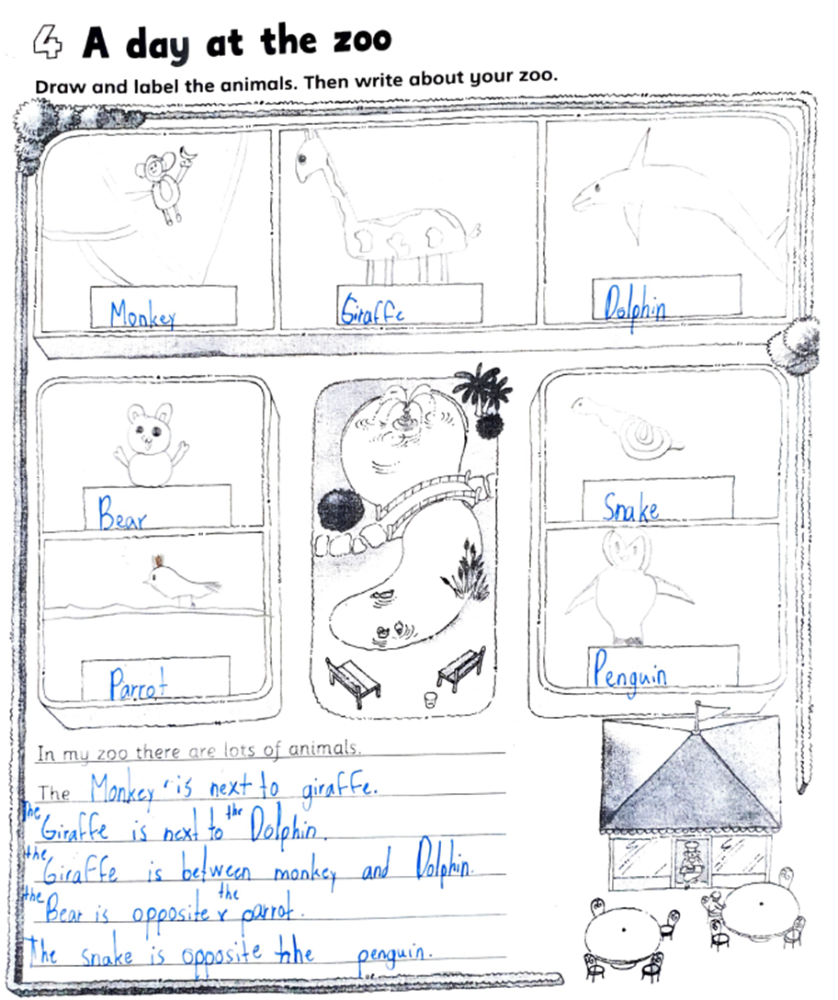 4 A day at the zoo
Draw and label the animals. Then write about your zoo.
Monkey
Giraffe
Dolphin
Bear
Snake
Parrot
Penguin
In my zoo there are lots of animals.
The Monkey is next to giraffe.
The Giraffe is next to the Dolphin.
the Giraffe is between monkey and Dolphin.
the Bear is opposite the parrot.
The snake is opposite the penguin.